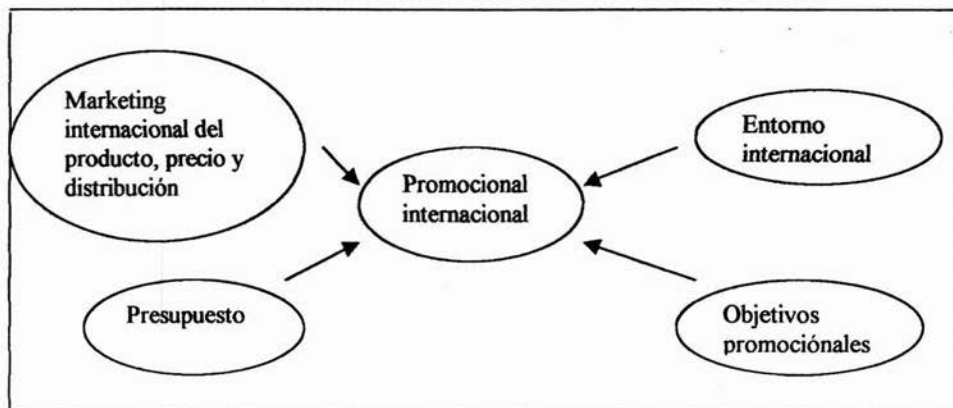 Marketing
internacional del
producto, precio y
distribución
Entorno
internacional
Promocional
internacional
Presupuesto
Objetivos
promociónales